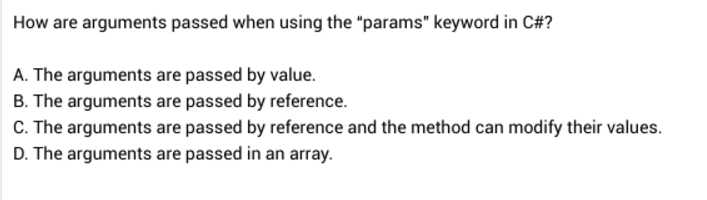 How are arguments passed when using the “params" keyword in C#?
A. The arguments are passed by value.
B. The arguments are passed by reference.
C. The arguments are passed by reference and the method can modify their values.
D. The arguments are passed in an array.